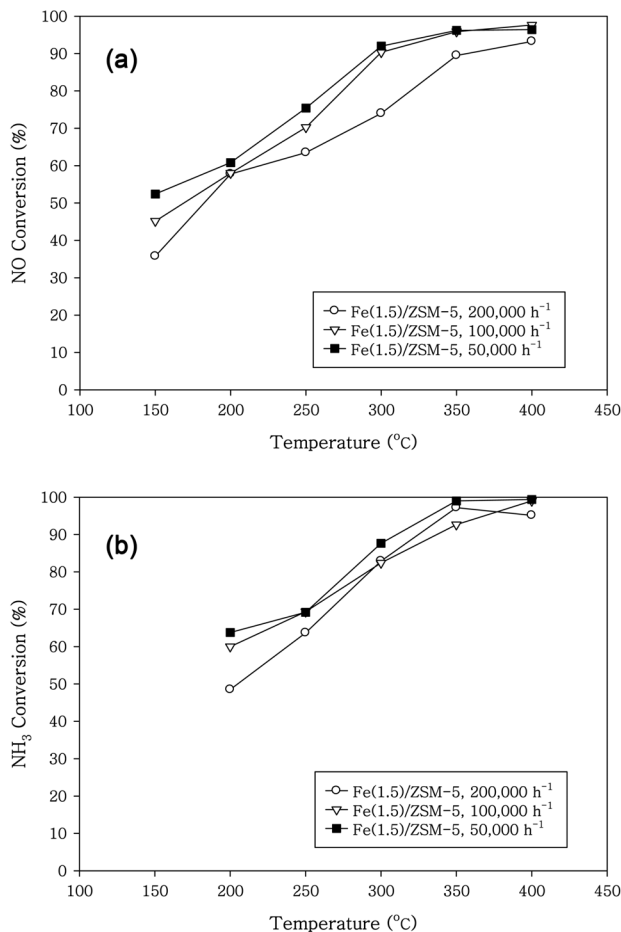 100
90
80
70
60
50
40
30
20
10
0
NO Conversion (%)
(a)
Fe(1.5)/ZSM-5, 200,000 h⁻¹
Fe(1.5)/ZSM-5, 100,000 h⁻¹
Fe(1.5)/ZSM-5, 50,000 h⁻¹
100 150 200 250 300 350 400 450
Temperature (°C)
100
90
80
70
60
50
40
30
20
10
0
NH₃ Conversion (%)
(b)
Fe(1.5)/ZSM-5, 200,000 h⁻¹
Fe(1.5)/ZSM-5, 100,000 h⁻¹
Fe(1.5)/ZSM-5, 50,000 h⁻¹
100 150 200 250 300 350 400 450
Temperature (°C)